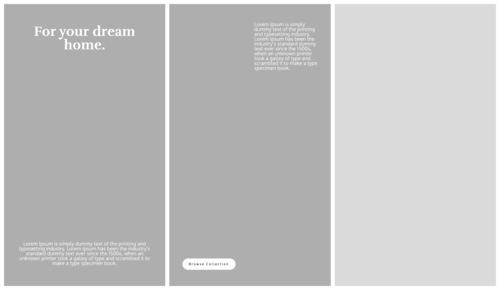 For your dream
home.
Lorem Ipsum is simply dummy text of the printing and
typesetting industry. Lorem Ipsum has been the industry's
standard dummy text ever since the 1500s, when an
unknown printer took a galley of type and scrambled it to
make a type specimen book.
Lorem Ipsum is simply
dummy text of the printing
and typesetting industry.
Lorem Ipsum has been the
industry's standard dummy
text ever since the 1500s,
when an unknown printer
took a galley of type and
scrambled it to make a type
specimen book.
Browse Collection